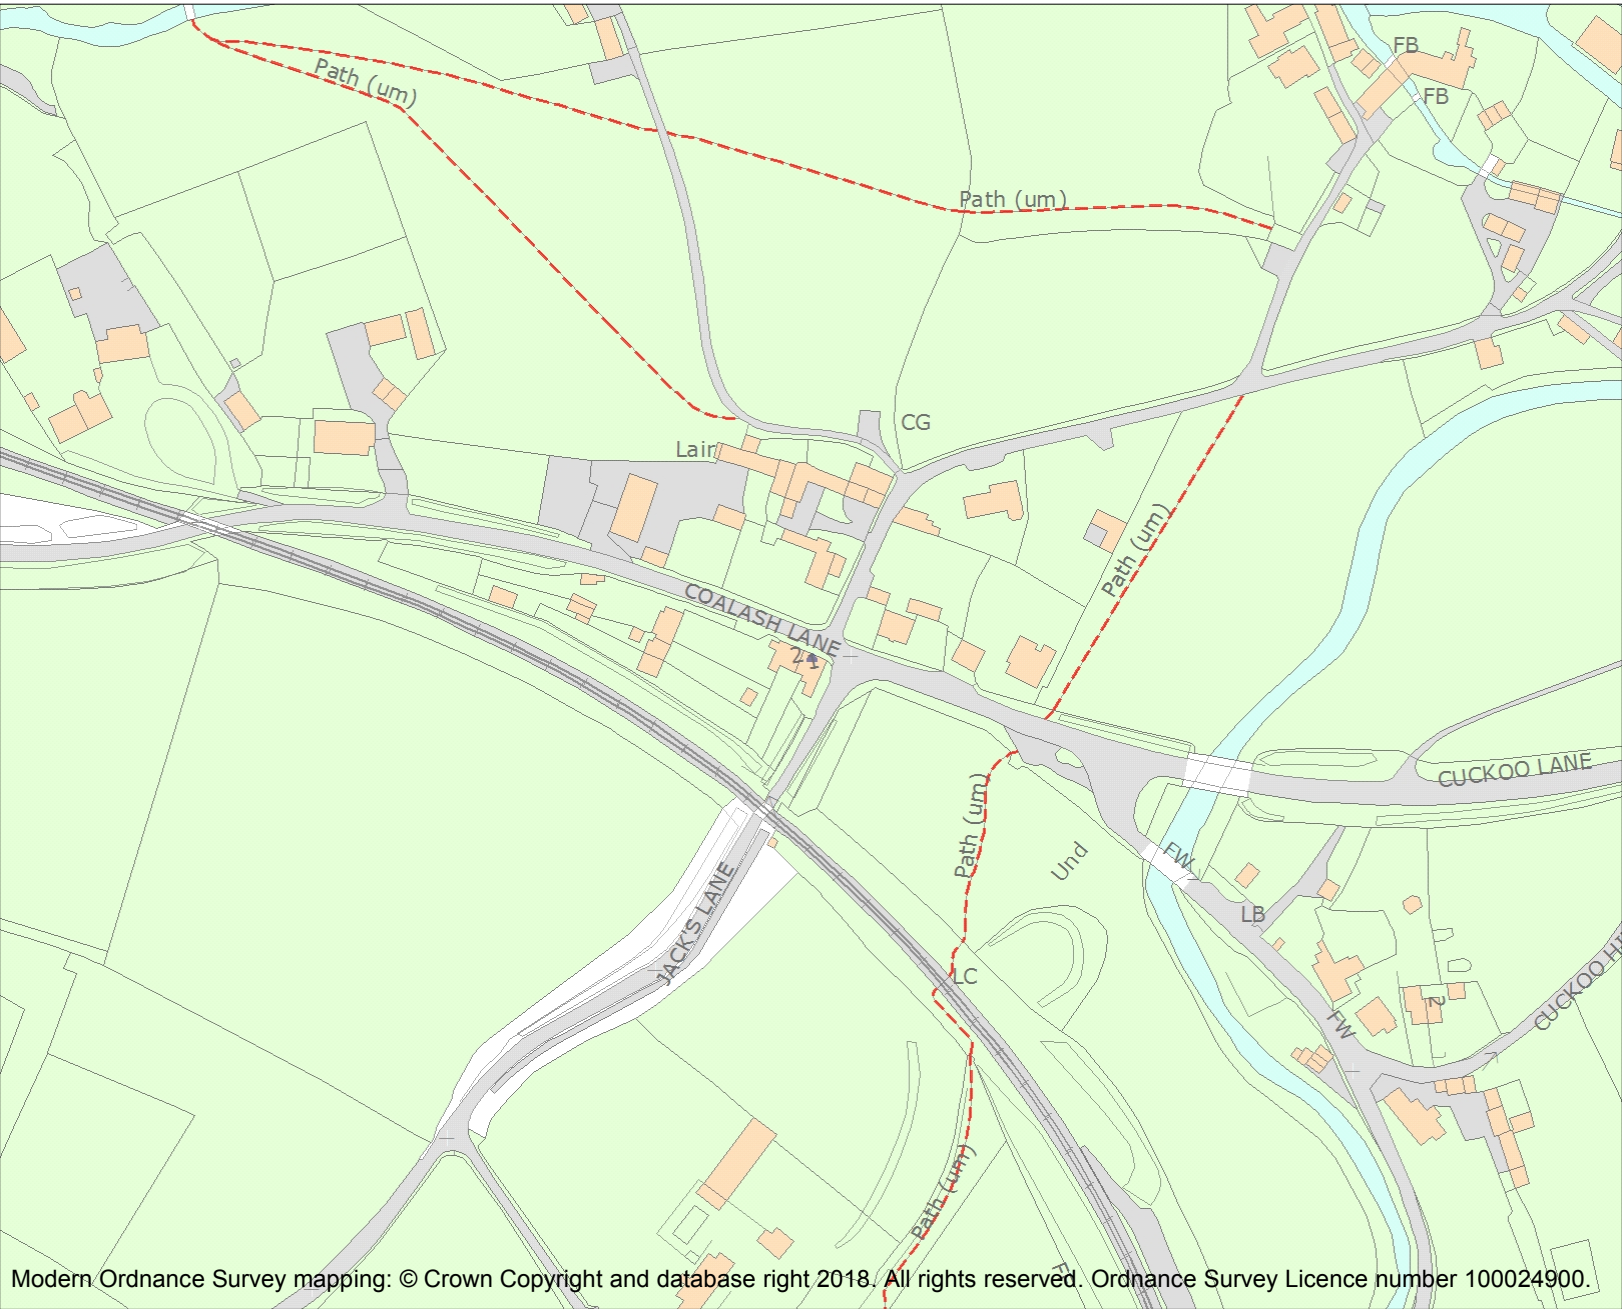 FB
FB
Path (um)
Path (um)
CG
Lair
Path (um)
COALASH LANE
21
CUCKOO LANE
Path (um)
Und
FW
JACK'S LANE
LB
LC
2
FW
CUCKOO HI
Path (um)
Modern Ordnance Survey mapping: © Crown Copyright and database right 2018. All rights reserved. Ordnance Survey Licence number 100024900.